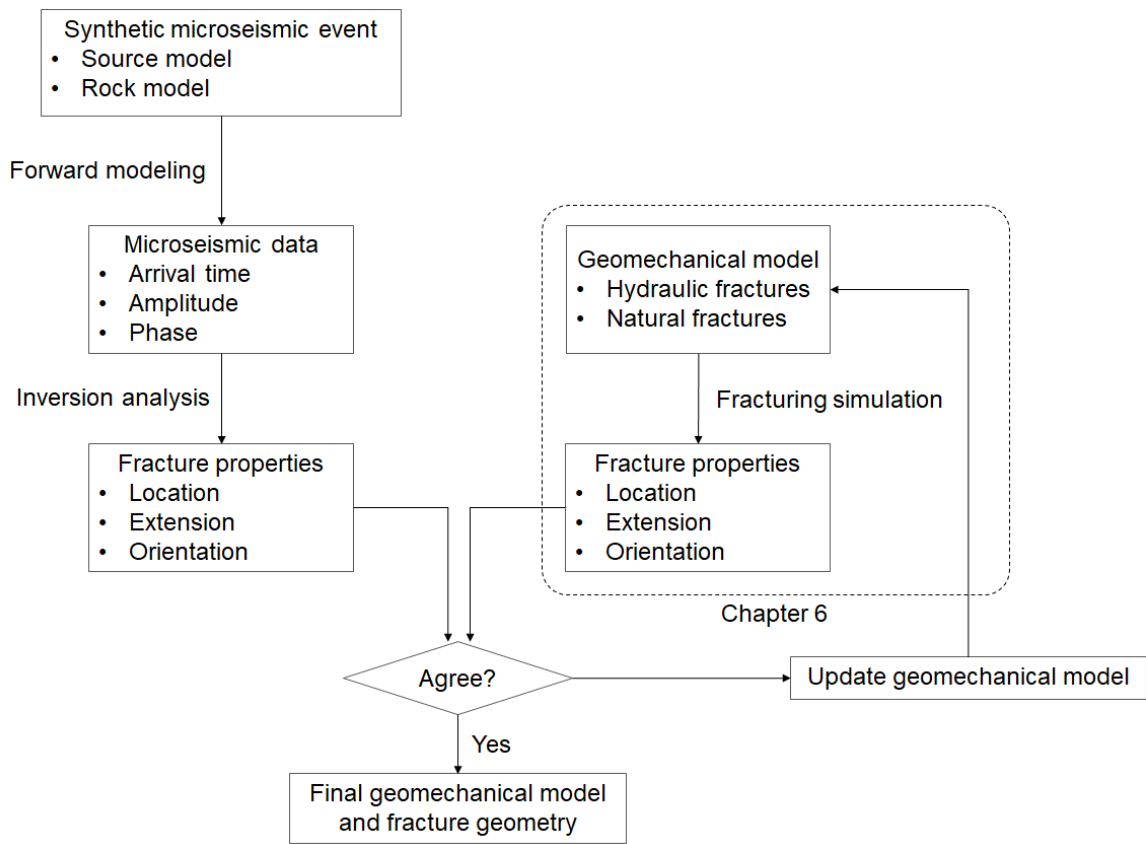 Synthetic microseismic event
• Source model
• Rock model
Forward modeling
Microseismic data
• Arrival time
• Amplitude
• Phase
Inversion analysis
Fracture properties
• Location
• Extension
• Orientation
Geomechanical model
• Hydraulic fractures
• Natural fractures
Fracturing simulation
Fracture properties
• Location
• Extension
• Orientation
Chapter 6
Agree?
Update geomechanical model
Yes
Final geomechanical model
and fracture geometry